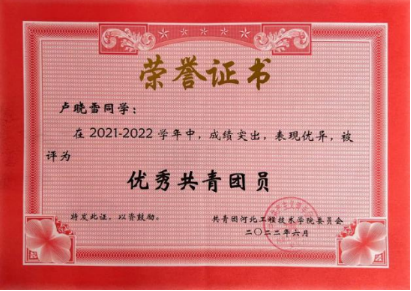 荣誉证书
卢晓雷同学：
在2021-2022学年中，成绩突出，表现优异，被
评为
优秀共青团员
特发此证，以资鼓励。
共青团河北工程技术学院委员会
二〇二二年六月